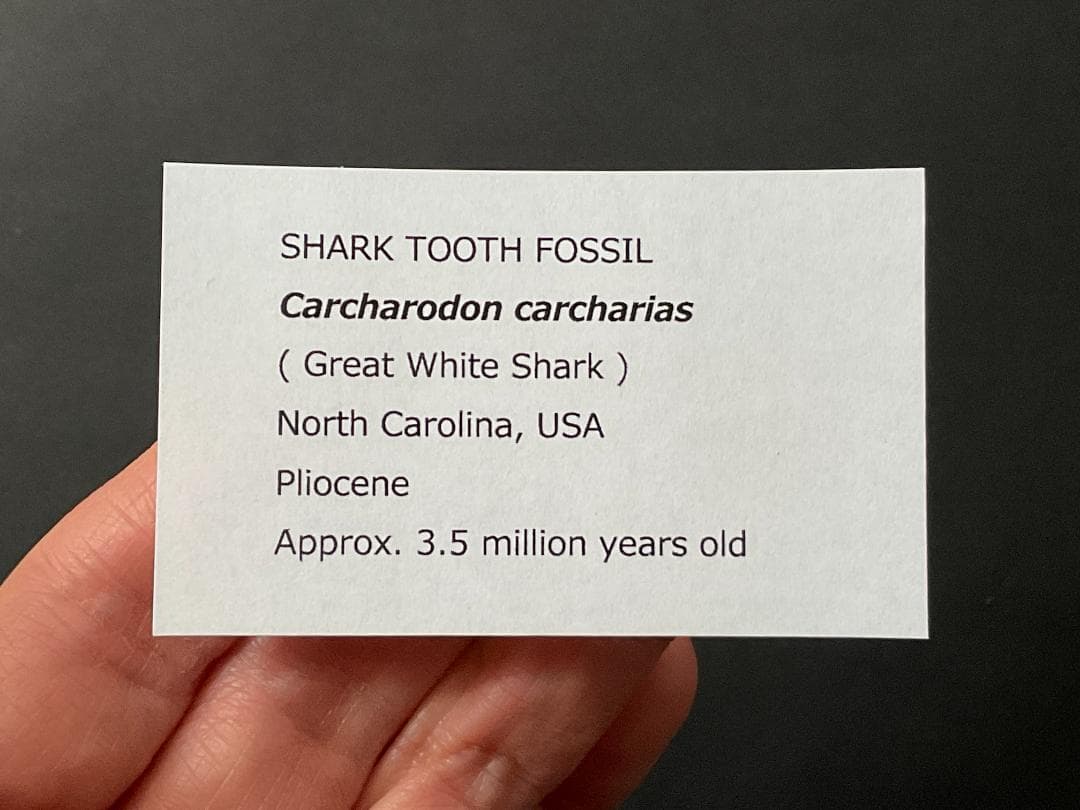 SHARK TOOTH FOSSIL
Carcharodon carcharias
( Great White Shark )
North Carolina, USA
Pliocene
Approx. 3.5 million years old